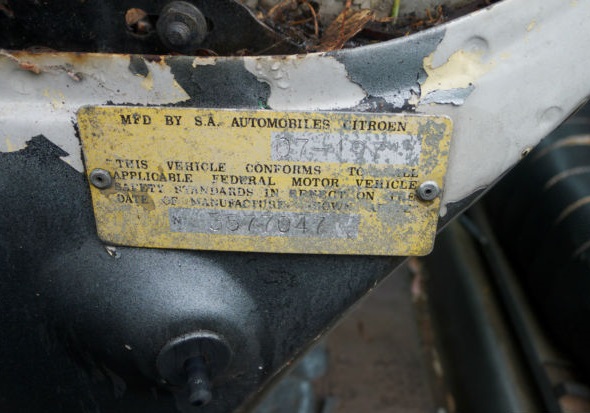 MFD BY S.A. AUTOMOBILES CITROEN
THIS VEHICLE CONFORMS TO ALL
APPLICABLE FEDERAL MOTOR VEHICLE
SAFETY STANDARDS IN EFFECT ON THE
DATE OF MANUFACTURE SHOWN